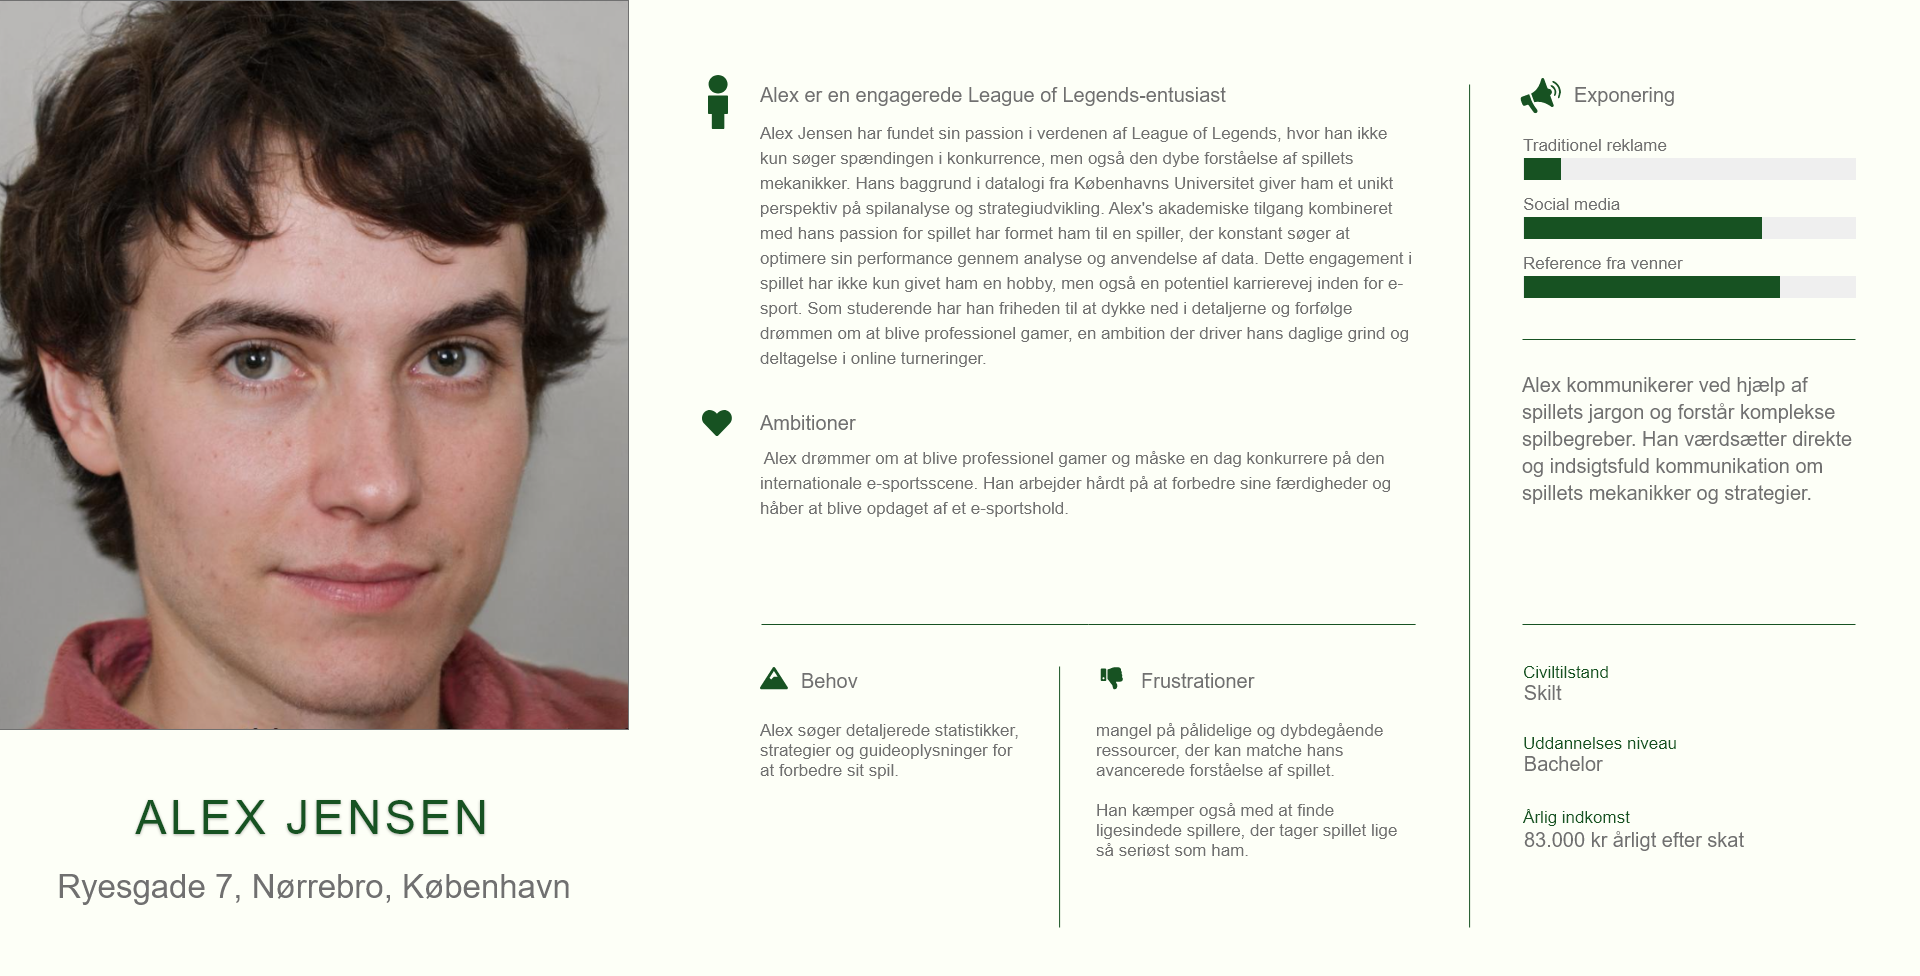 ALEX JENSEN
Ryesgade 7, Nørrebro, København
Alex er en engagerede League of Legends-entusiast
Alex Jensen har fundet sin passion i verdenen af League of Legends, hvor han ikke
kun søger spændingen i konkurrence, men også den dybe forståelse af spillets
mekanikker. Hans baggrund i datalogi fra Københavns Universitet giver ham et unikt
perspektiv på spilanalyse og strategiudvikling. Alex's akademiske tilgang kombineret
med hans passion for spillet har formet ham til en spiller, der konstant søger at
optimere sin performance gennem analyse og anvendelse af data. Dette engagement i
spillet har ikke kun givet ham en hobby, men også en potentiel karrierevej inden for e-
sport. Som studerende har han friheden til at dykke ned i detaljerne og forfølge
drømmen om at blive professionel gamer, en ambition der driver hans daglige grind og
deltagelse i online turneringer.
Ambitioner
Alex drømmer om at blive professionel gamer og måske en dag konkurrere på den
internationale e-sportsscene. Han arbejder hårdt på at forbedre sine færdigheder og
håber at blive opdaget af et e-sportshold.
Behov
Alex søger detaljerede statistikker,
strategier og guideoplysninger for
at forbedre sit spil.
Frustrationer
mangel på pålidelige og dybdegående
ressourcer, der kan matche hans
avancerede forståelse af spillet.
Han kæmper også med at finde
ligesindede spillere, der tager spillet lige
så seriøst som ham.
Exponering
Traditionel reklame
Social media
Reference fra venner
Alex kommunikerer ved hjælp af
spillets jargon og forstår komplekse
spilbegreber. Han værdsætter direkte
og indsigtsfuld kommunikation om
spillets mekanikker og strategier.
Civiltilstand
Skilt
Uddannelses niveau
Bachelor
Årlig indkomst
83.000 kr årligt efter skat